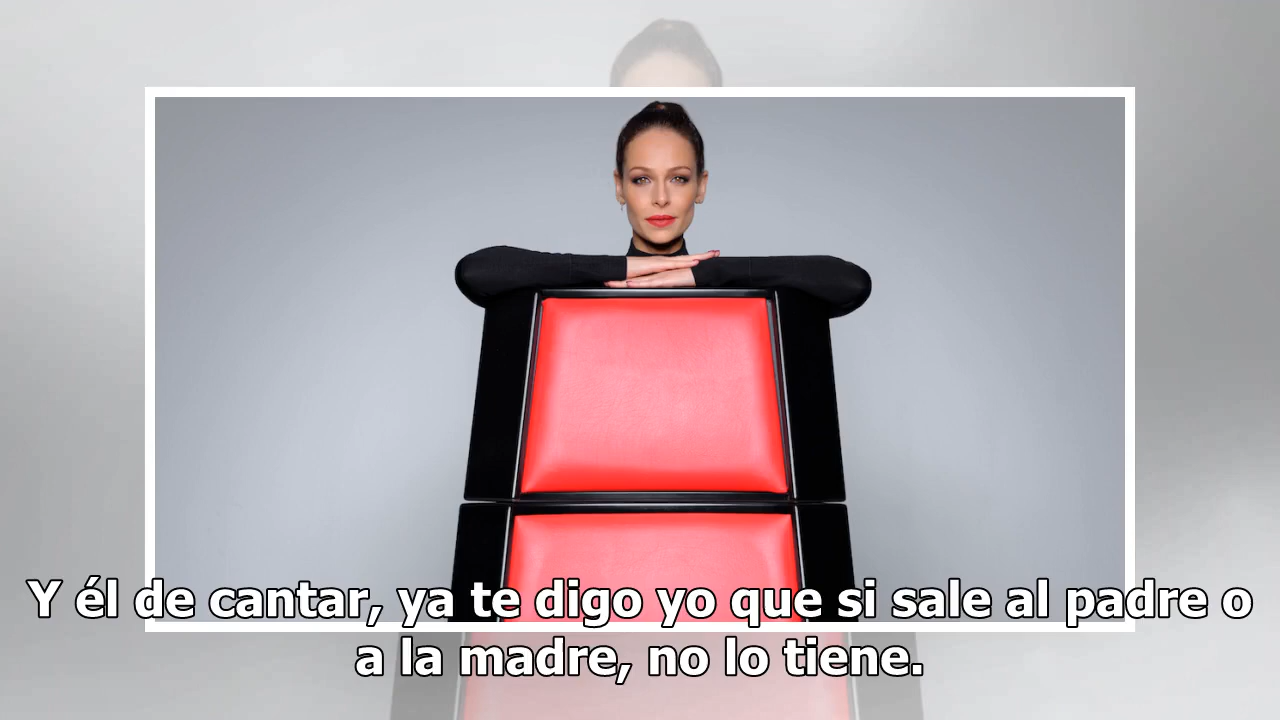 Y él de cantar, ya te digo yo que si sale al padre o
a la madre, no lo tiene.